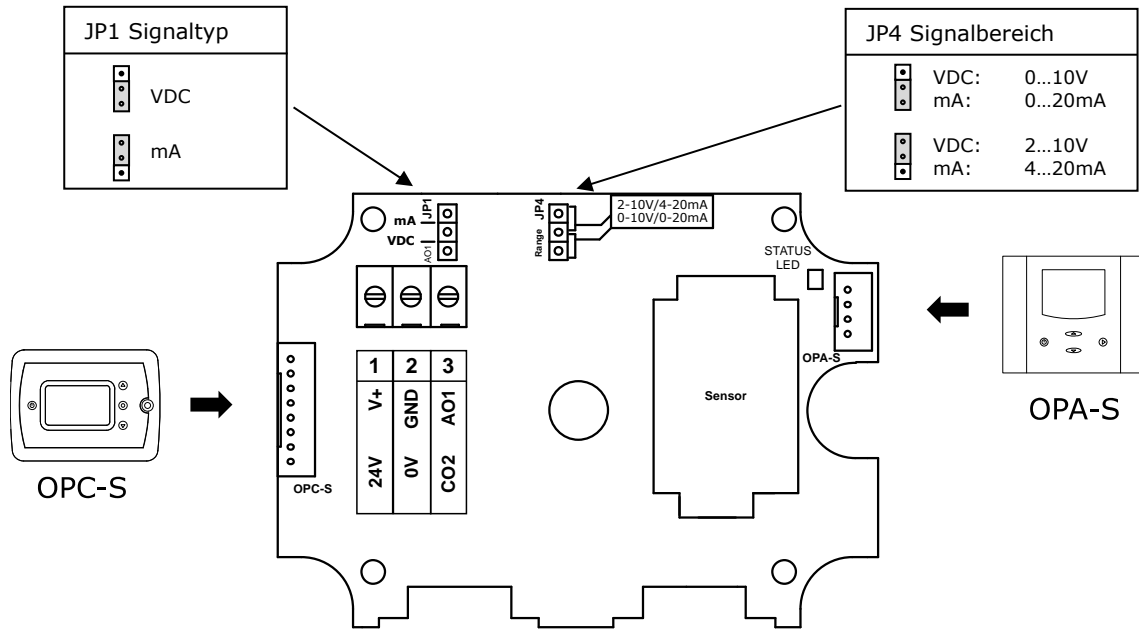 JP1 Signaltyp
VDC
mA
JP4 Signalbereich
VDC: 0...10V
mA: 0...20mA
VDC: 2...10V
mA: 4...20mA
JP1
mA
VDC
AO1
JP4
Range
2-10V/4-20mA
0-10V/0-20mA
STATUS
LED
OPA-S
Sensor
1 2 3
V+ GND AO1
24V 0V CO2
OPC-S
OPC-S
OPA-S